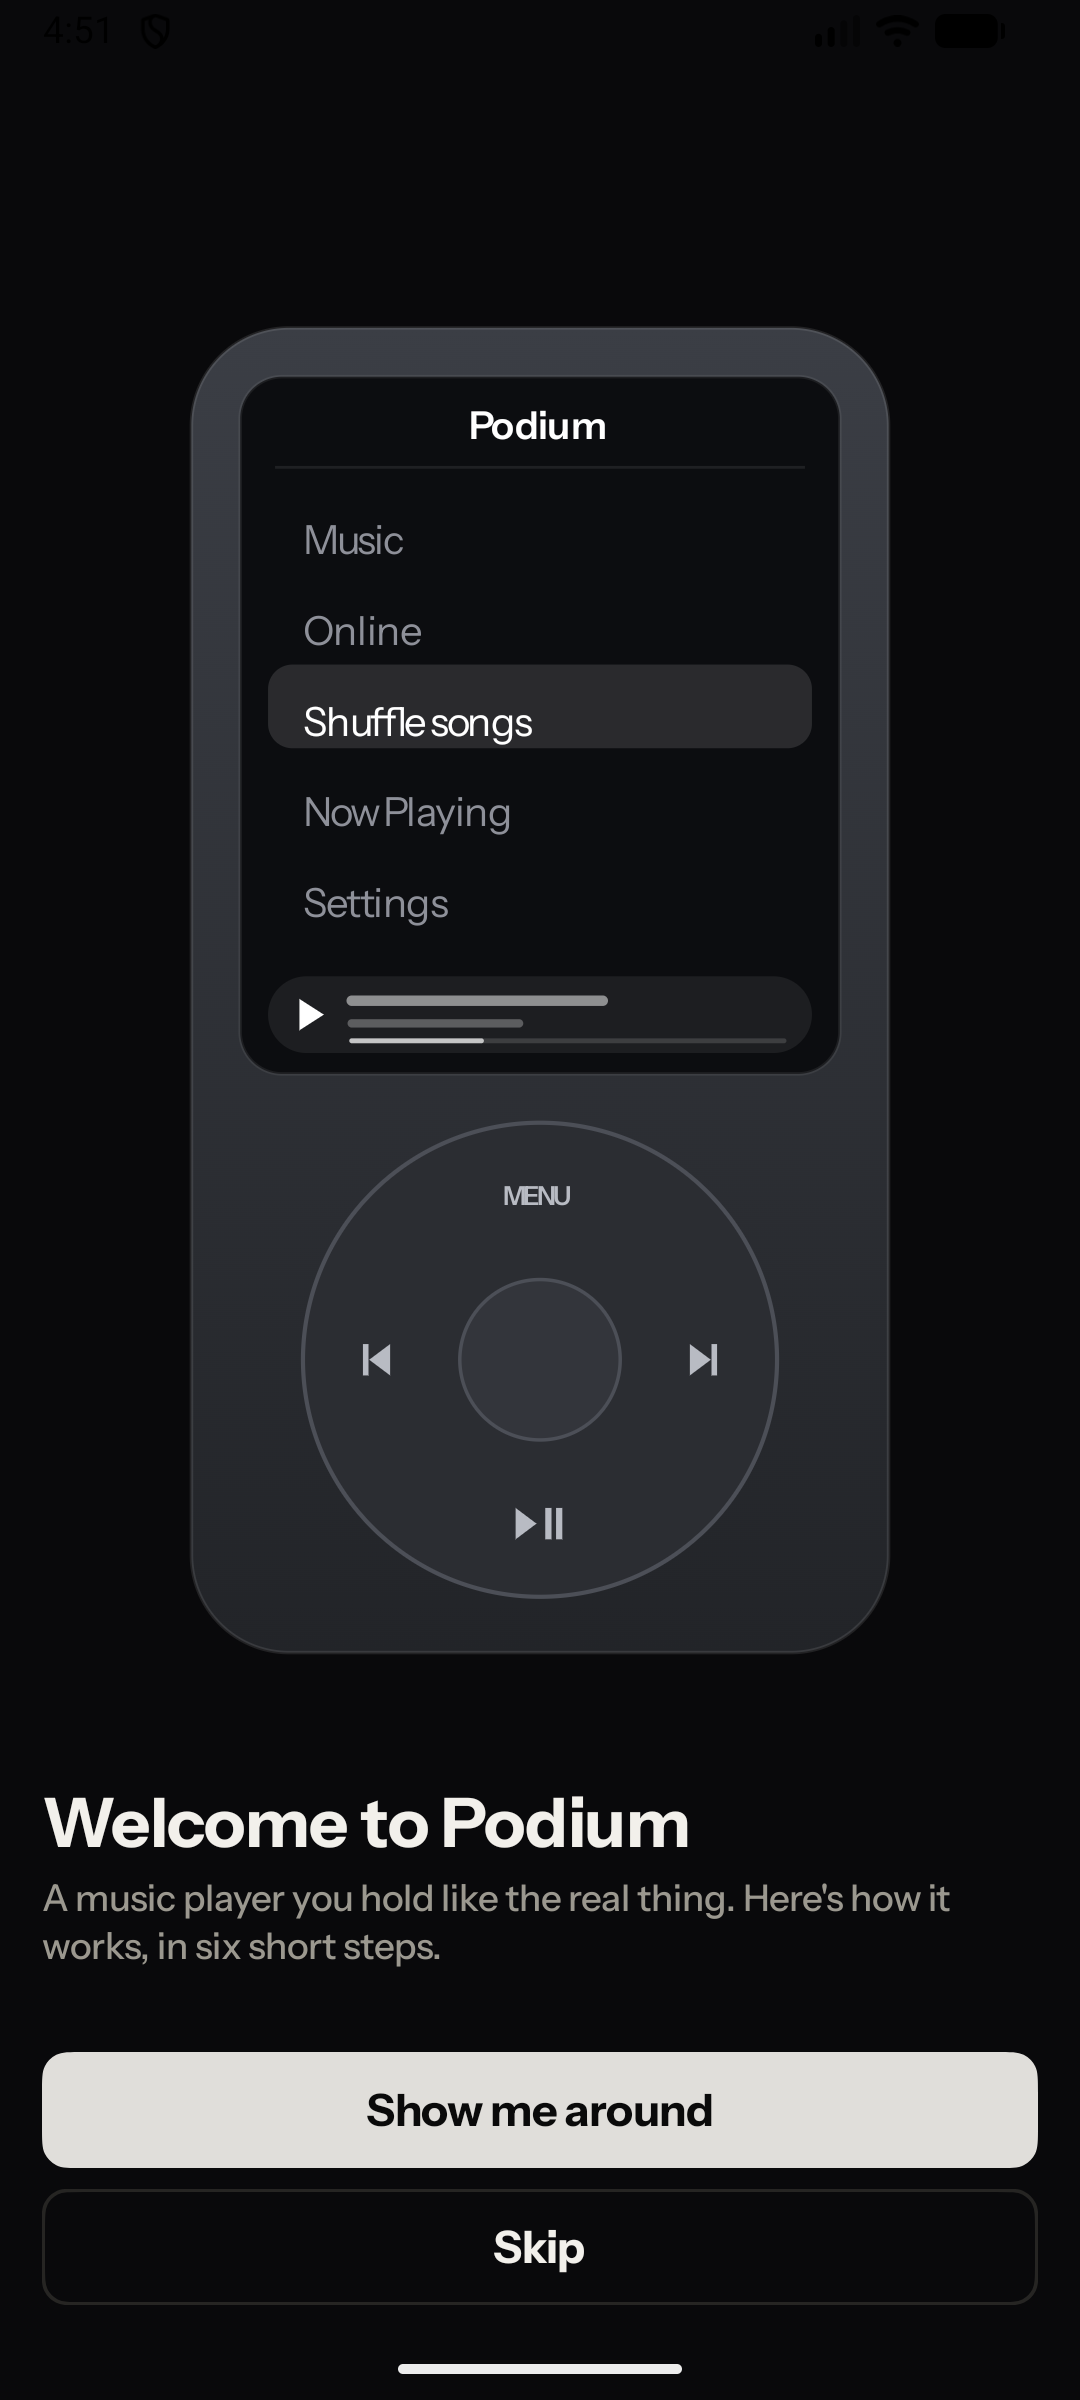 4:51
Podium
Music
Online
Shuffle songs
Now Playing
Settings
MENU
Welcome to Podium
A music player you hold like the real thing. Here's how it
works, in six short steps.
Show me around
Skip